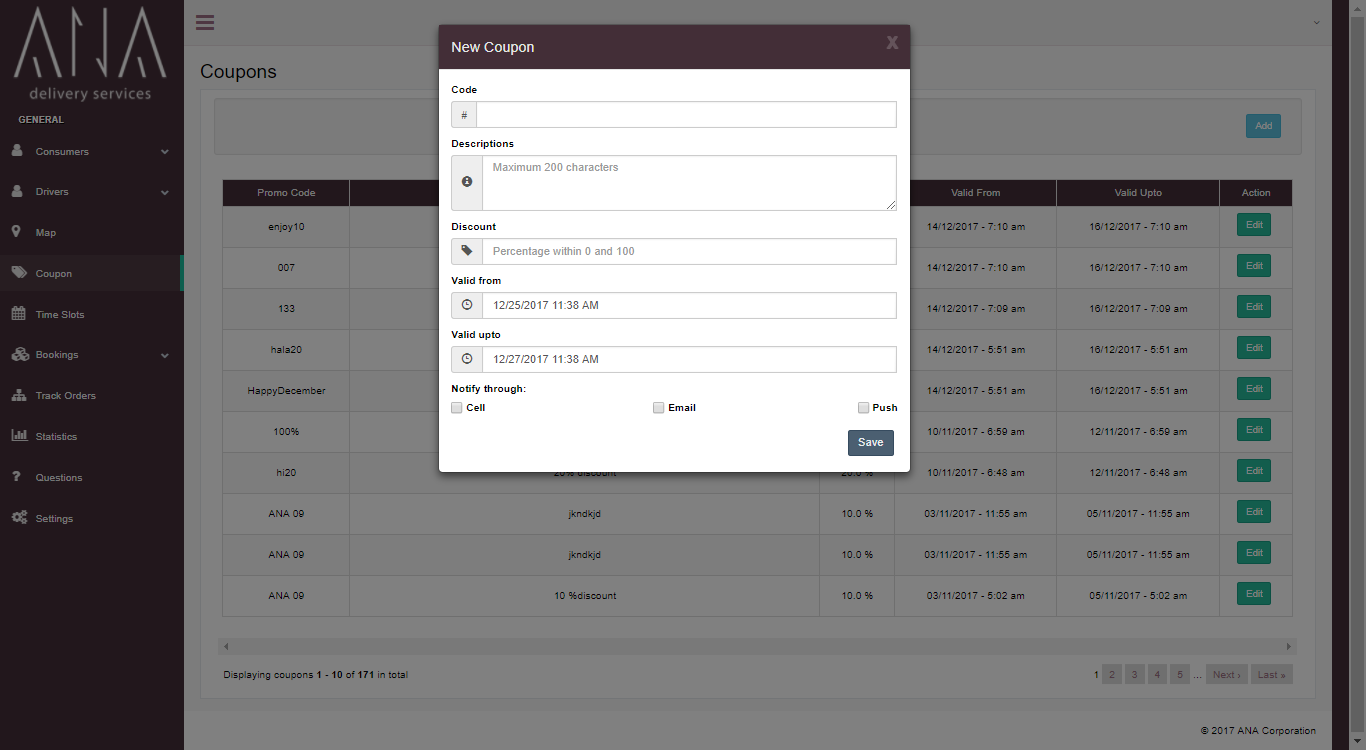 ANA
delivery services
GENERAL
Consumers
Drivers
Map
Coupon
Time Slots
Bookings
Track Orders
Statistics
Questions
Settings
Coupons
Add
New Coupon
X
Code
#
Descriptions
Maximum 200 characters
Discount
Percentage within 0 and 100
Valid from
12/25/2017 11:38 AM
Valid upto
12/27/2017 11:38 AM
Notify through:
Cell Email Push
Save
Promo Code Valid From Valid Upto Action
enjoy10 14/12/2017 - 7:10 am 16/12/2017 - 7:10 am Edit
007 14/12/2017 - 7:10 am 16/12/2017 - 7:10 am Edit
133 14/12/2017 - 7:09 am 16/12/2017 - 7:09 am Edit
hala20 14/12/2017 - 5:51 am 16/12/2017 - 5:51 am Edit
HappyDecember 14/12/2017 - 5:51 am 16/12/2017 - 5:51 am Edit
100% 10/11/2017 - 6:59 am 12/11/2017 - 6:59 am Edit
hi20 20% discount 20.0 % 10/11/2017 - 6:48 am 12/11/2017 - 6:48 am Edit
ANA 09 jkndkjd 10.0 % 03/11/2017 - 11:55 am 05/11/2017 - 11:55 am Edit
ANA 09 jkndkjd 10.0 % 03/11/2017 - 11:55 am 05/11/2017 - 11:55 am Edit
ANA 09 10 %discount 10.0 % 03/11/2017 - 5:02 am 05/11/2017 - 5:02 am Edit
Displaying coupons 1 - 10 of 171 in total
1 2 3 4 5 ... Next › Last »
© 2017 ANA Corporation